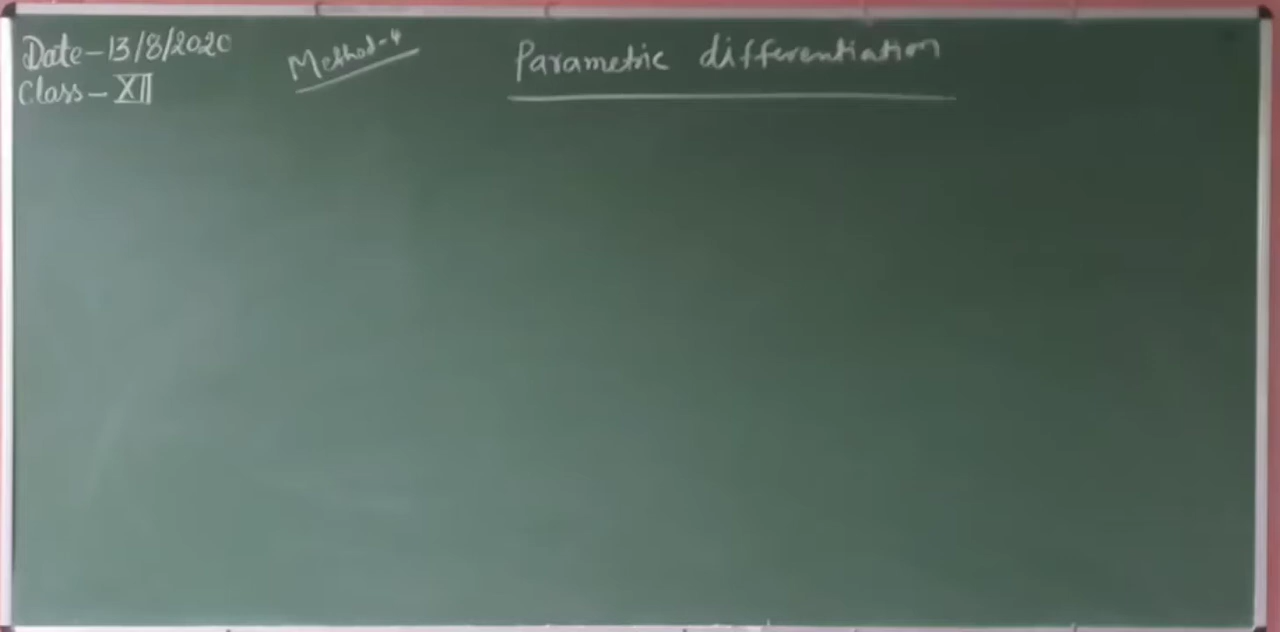 Date-13/8/2020
Class-XII
Method-4
Parametric differentiation